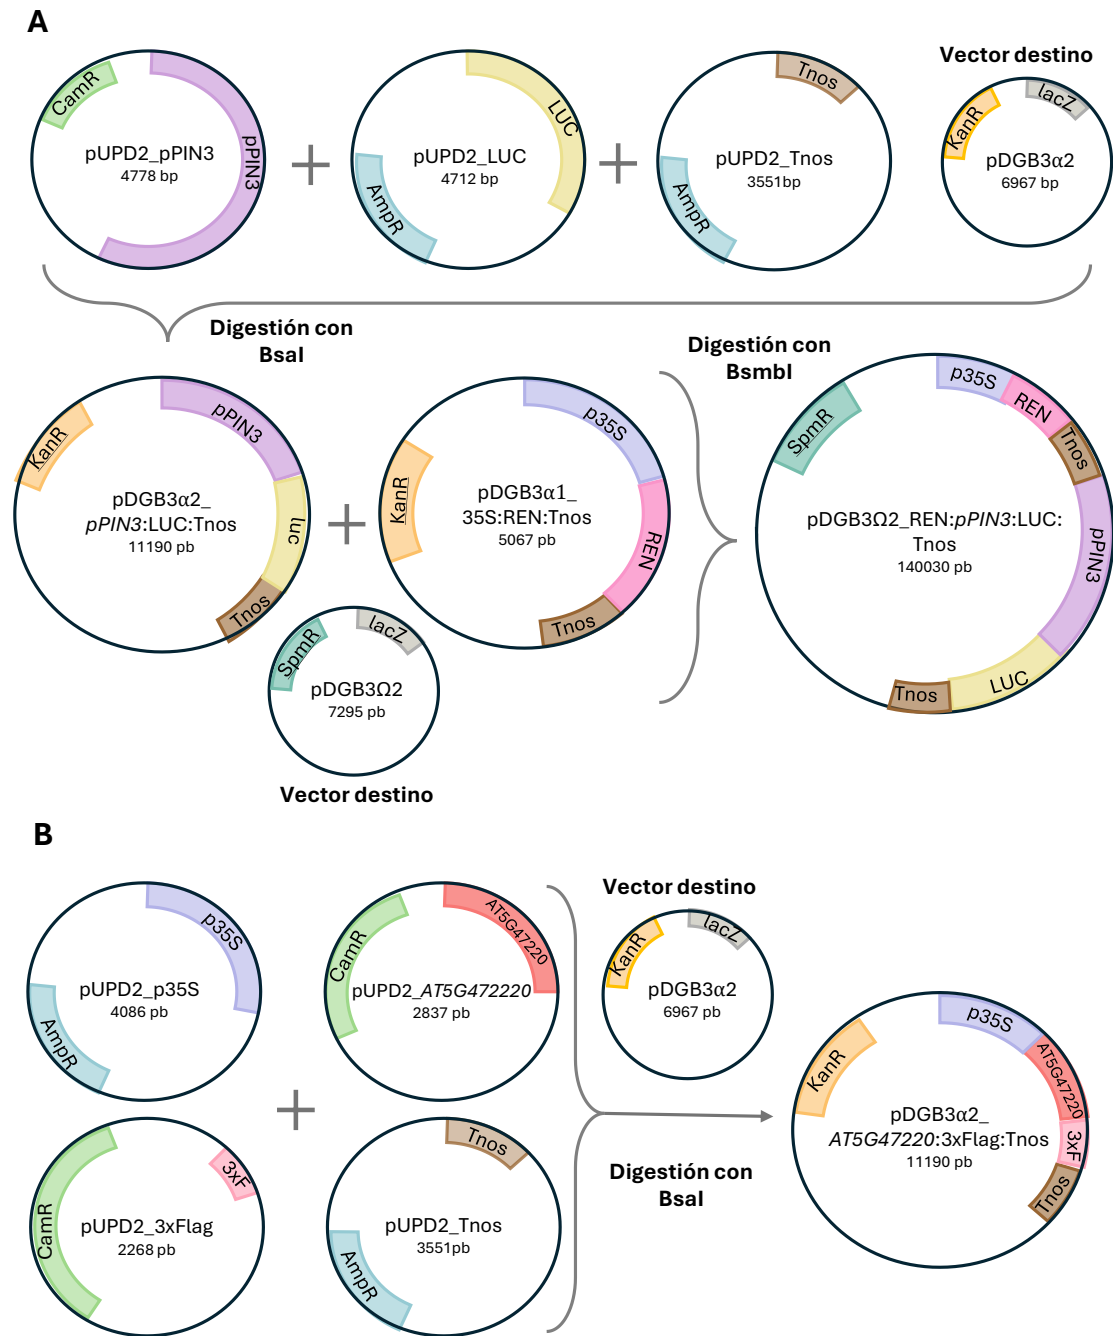 A
CamR
pPIN3
pUPD2_pPIN3
4778 bp
LUC
AmpR
pUPD2_LUC
4712 bp
Tnos
AmpR
pUPD2_Tnos
3551bp
Vector destino
KanR
lacZ
pDGB3α2
6967 bp
Digestión con
BsaI
Digestión con
BsmbI
KanR
pPIN3
luc
Tnos
pDGB3α2_
pPIN3:LUC:Tnos
11190 pb
KanR
p35S
REN
Tnos
pDGB3α1_
35S:REN:Tnos
5067 pb
SpmR
lacZ
pDGB3Ω2
7295 pb
Vector destino
SpmR
p35S
REN
Tnos
pPIN3
LUC
Tnos
pDGB3Ω2_REN:pPIN3:LUC:
Tnos
140030 pb
B
p35S
AmpR
pUPD2_p35S
4086 pb
CamR
AT5G47220
pUPD2_AT5G472220
2837 pb
Vector destino
KanR
lacZ
pDGB3α2
6967 pb
CamR
3xF
pUPD2_3xFlag
2268 pb
Tnos
AmpR
pUPD2_Tnos
3551pb
Digestión con
BsaI
KanR
p35S
AT5G47220
3xF
Tnos
pDGB3α2_
AT5G47220:3xFlag:Tnos
11190 pb